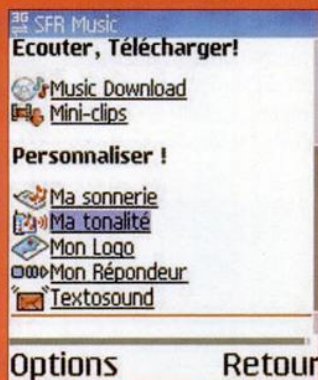 3G SFR Music
Ecouter, Télécharger!
Music Download
Mini-clips
Personnaliser !
Ma sonnerie
Ma tonalité
Mon Logo
Mon Répondeur
Textosound
Options Retour